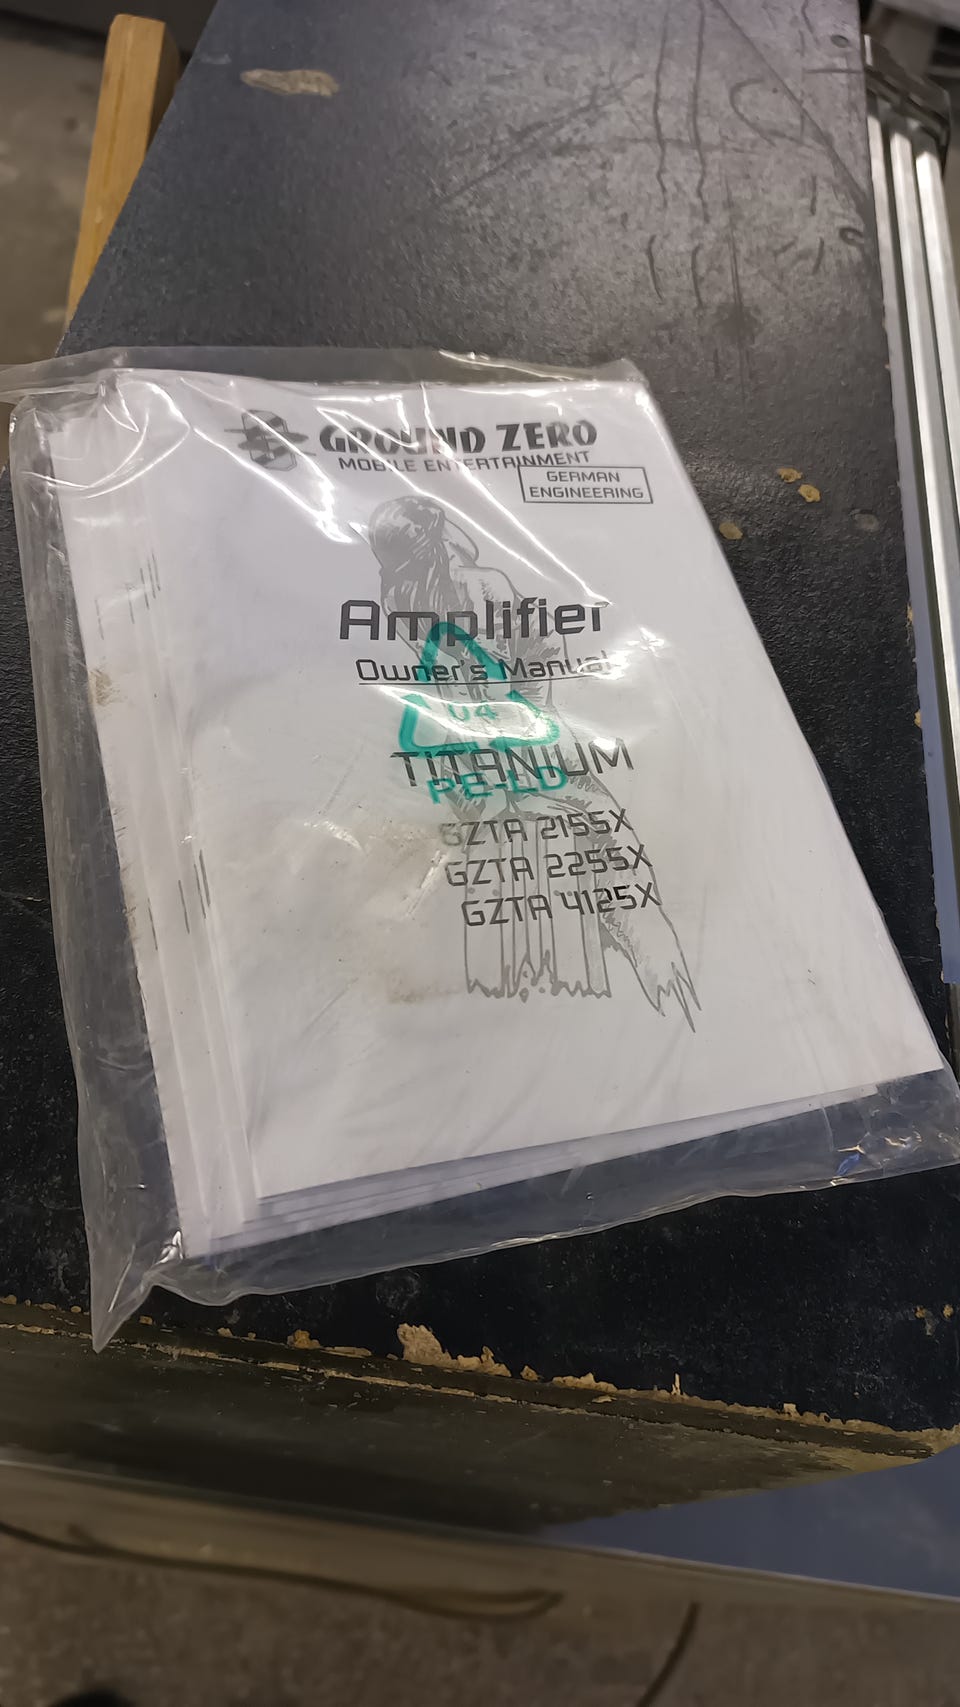 GROUND ZERO
MOBILE ENTERTAINMENT
GERMAN
ENGINEERING
Amplifier
Owner's Manual
04
TITANIUM
PE-LD
GZTA 2155X
GZTA 2255X
GZTA 4125X